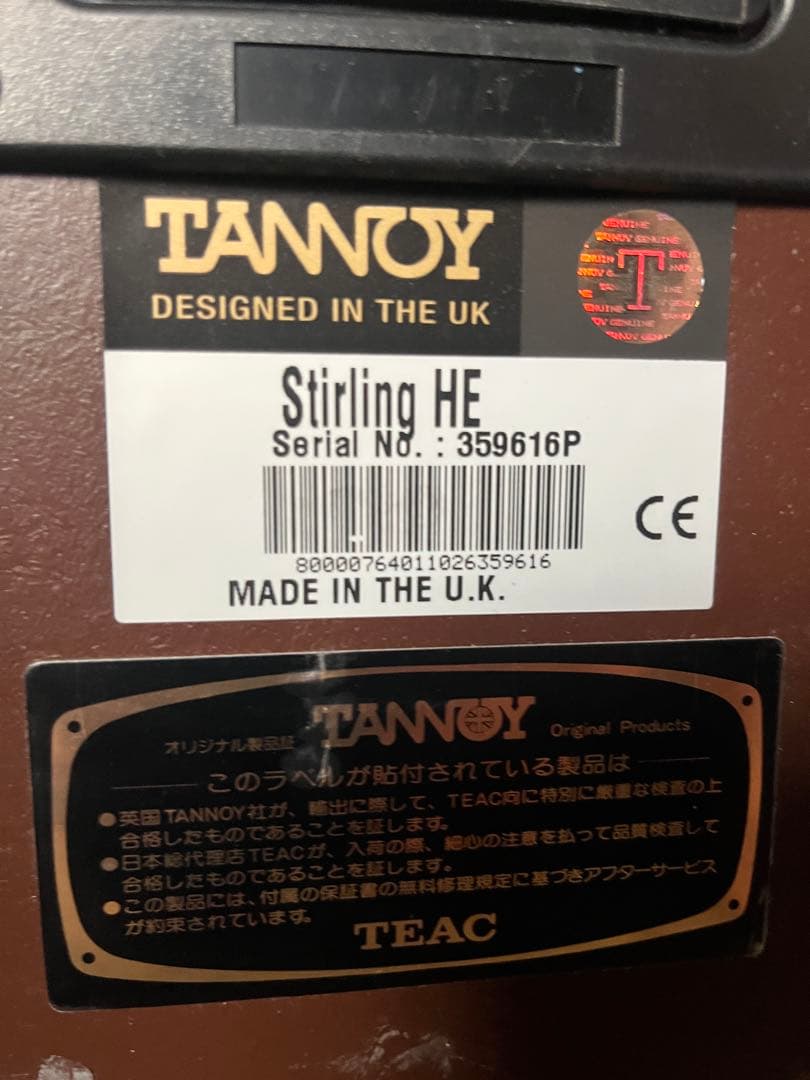 TANNOY
DESIGNED IN THE UK
T
TANNOY GENUINE
Stirling HE
Serial No. : 359616P
CE
80000764011026359616
MADE IN THE U.K.
オリジナル製品証 TANNOY Original Products
このラベルが貼付されている製品は
●英国TANNOY社が、輸出に際して、TEAC向に特別に厳重な検査の上
合格したものであることを証します。
●日本総代理店TEACが、入荷の際、細心の注意を払って品質検査して
合格したものであることを証します。
●この製品には、付属の保証書の無料修理規定に基づきアフターサービス
が約束されています。
TEAC